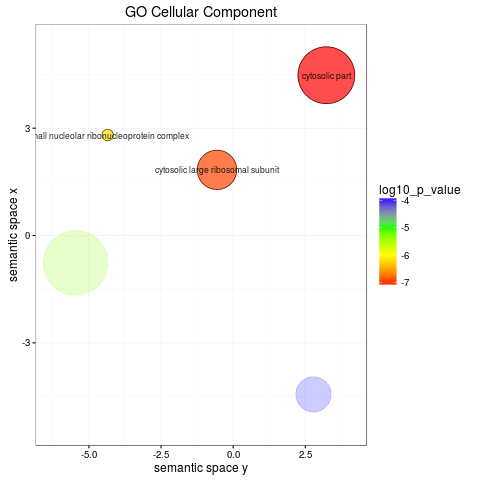 GO Cellular Component
cytosolic part
nucleolar ribonucleoprotein complex
cytosolic large ribosomal subunit
semantic space x
3
0
-3
-5.0
-2.5
0.0
2.5
semantic space y
log10_p_value
-4
-5
-6
-7